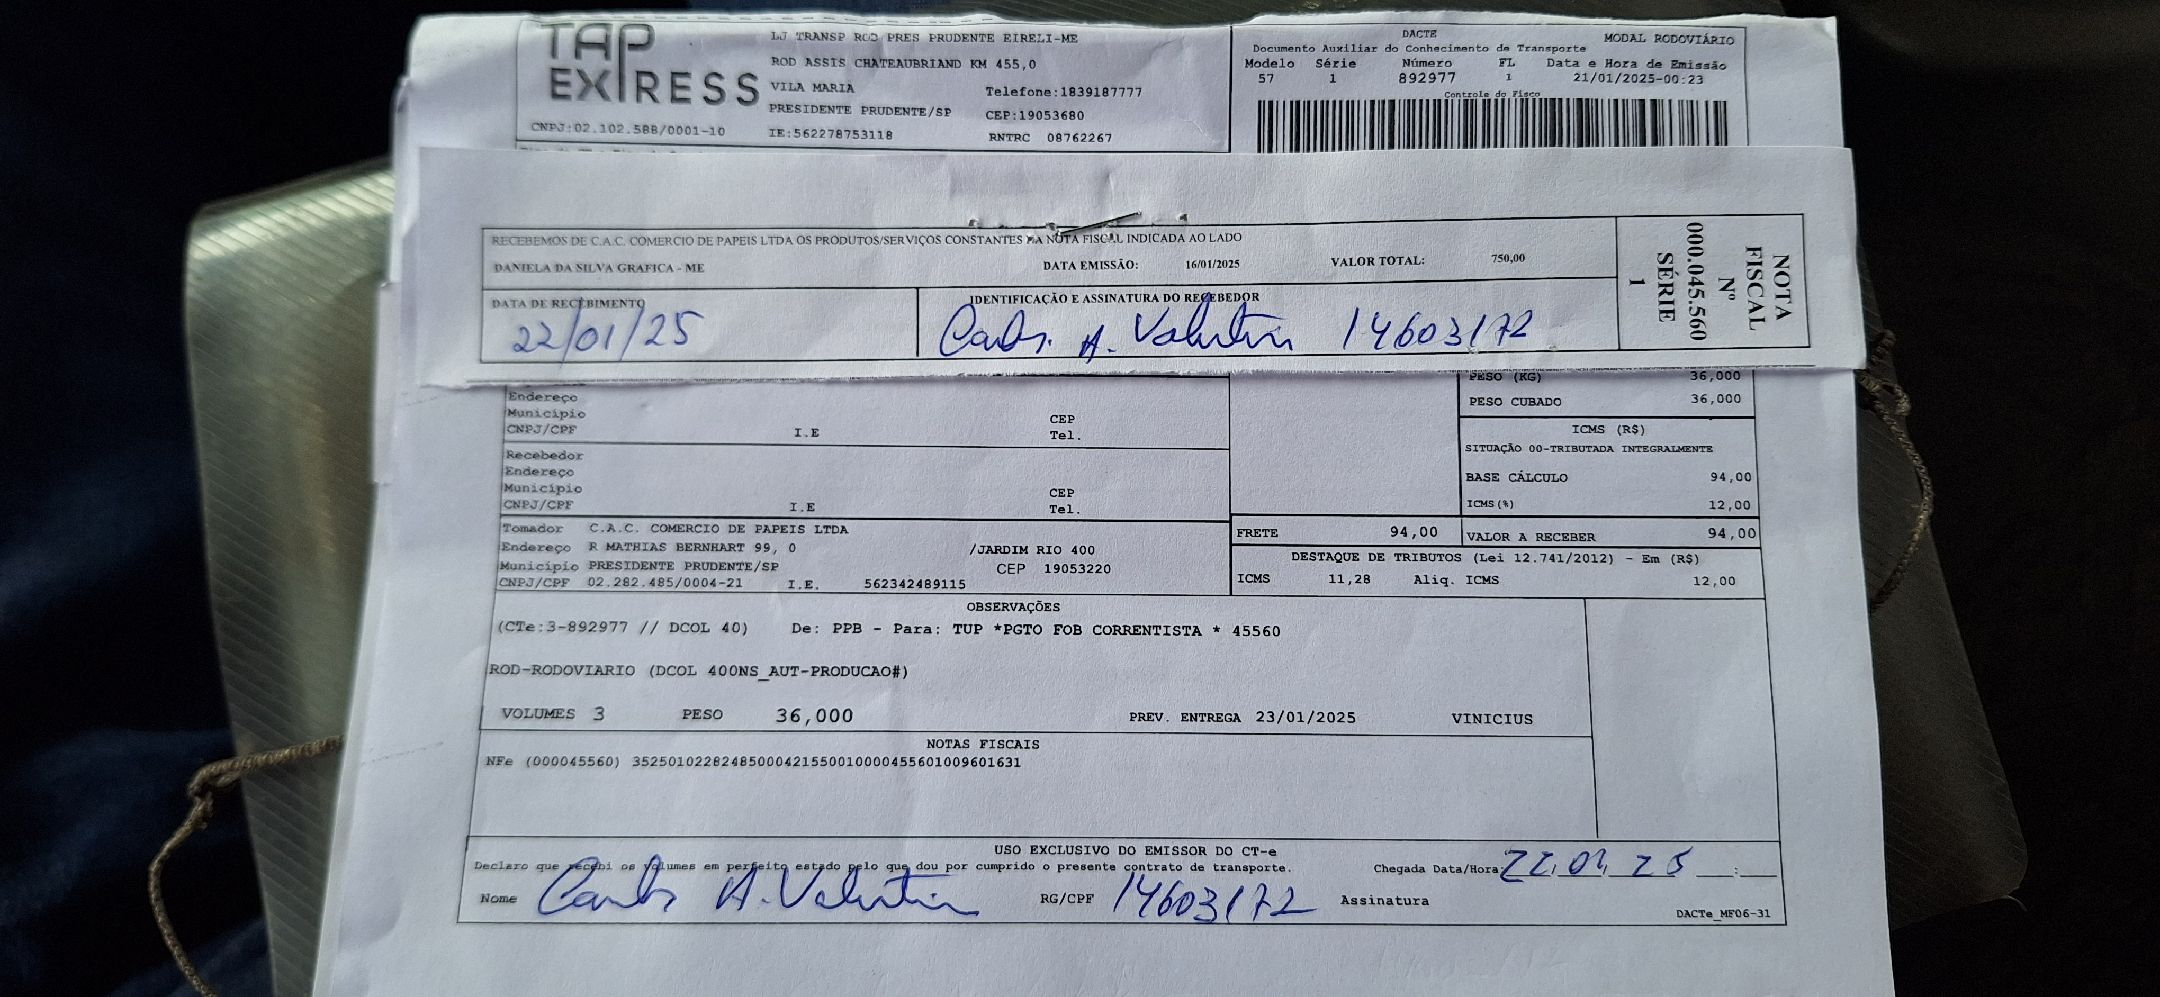 TAP
EXPRESS
CNPJ:02.102.588/0001-10
LJ TRANSP ROD PRES PRUDENTE EIRELI-ME
ROD ASSIS CHATEAUBRIAND KM 455,0
VILA MARIA Telefone:1839187777
PRESIDENTE PRUDENTE/SP CEP:19053680
IE:562278753118 RNTRC 08762267
DACTE MODAL RODOVIÁRIO
Documento Auxiliar do Conhecimento de Transporte
Modelo Série Número FL Data e Hora de Emissão
57 1 892977 1 21/01/2025-00:23
Controle do Fisco
RECEBEMOS DE C.A.C. COMERCIO DE PAPEIS LTDA OS PRODUTOS/SERVIÇOS CONSTANTES NA NOTA FISCAL INDICADA AO LADO
DANIELA DA SILVA GRAFICA - ME DATA EMISSÃO: 16/01/2025 VALOR TOTAL: 750,00
DATA DE RECEBIMENTO IDENTIFICAÇÃO E ASSINATURA DO RECEBEDOR
22/01/25 Carlos A. Valentin 14603172
NOTA
FISCAL
Nº
000.045.560
SÉRIE
1
PESO (KG) 36,000
PESO CUBADO 36,000
Endereço
Município CEP
CNPJ/CPF I.E Tel.
Recebedor
Endereço
Município CEP
CNPJ/CPF I.E Tel.
ICMS (R$)
SITUAÇÃO 00-TRIBUTADA INTEGRALMENTE
BASE CÁLCULO 94,00
ICMS(%) 12,00
Tomador C.A.C. COMERCIO DE PAPEIS LTDA
Endereço R MATHIAS BERNHART 99, 0 /JARDIM RIO 400
Município PRESIDENTE PRUDENTE/SP CEP 19053220
CNPJ/CPF 02.282.485/0004-21 I.E. 562342489115
FRETE 94,00 VALOR A RECEBER 94,00
DESTAQUE DE TRIBUTOS (Lei 12.741/2012) - Em (R$)
ICMS 11,28 Aliq. ICMS 12,00
OBSERVAÇÕES
(CTe:3-892977 // DCOL 40) De: PPB - Para: TUP *PGTO FOB CORRENTISTA * 45560
ROD-RODOVIARIO (DCOL 400NS_AUT-PRODUCAO#)
VOLUMES 3 PESO 36,000 PREV. ENTREGA 23/01/2025 VINICIUS
NOTAS FISCAIS
NFe (000045560) 35250102282485000421550010000455601009601631
USO EXCLUSIVO DO EMISSOR DO CT-e
Declaro que recebi os volumes em perfeito estado pelo que dou por cumprido o presente contrato de transporte. Chegada Data/Hora: 22.01.25 __:__
Nome Carlos A. Valentin RG/CPF 14603172 Assinatura
DACTe_MF06-31